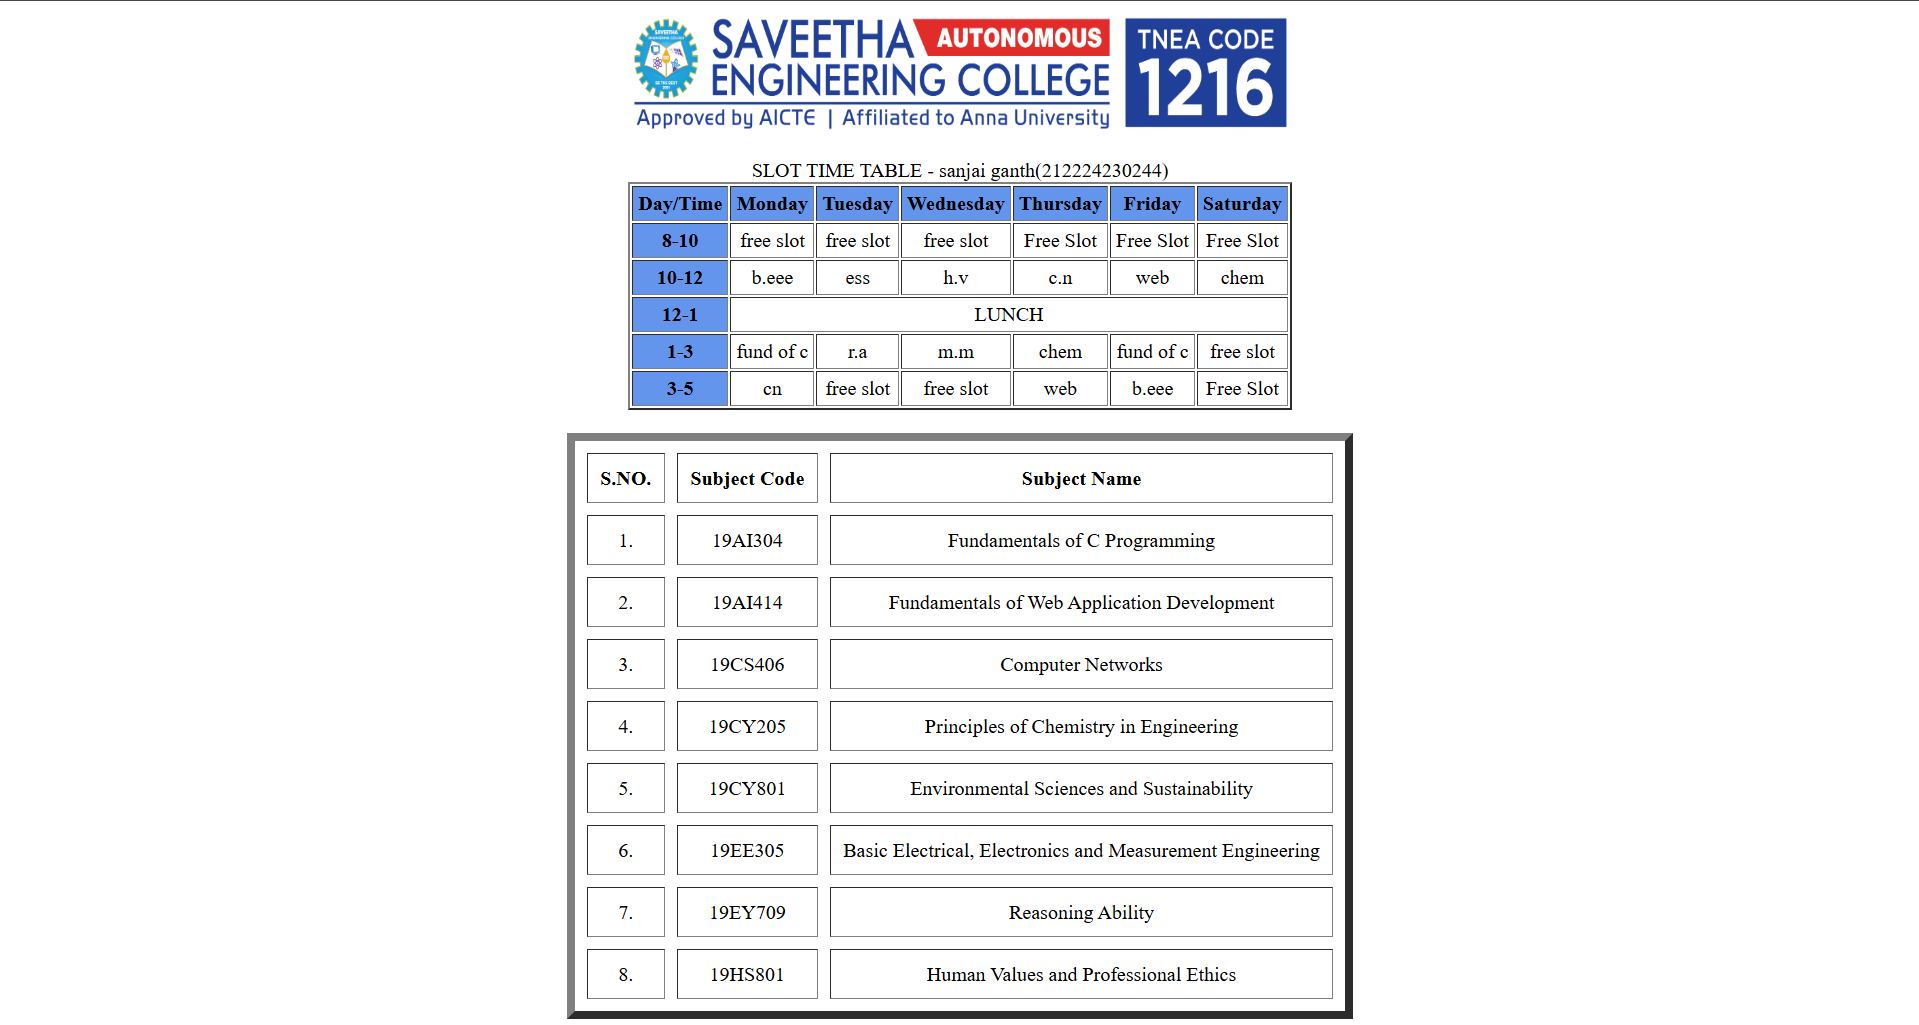 SAVEETHA AUTONOMOUS
ENGINEERING COLLEGE
Approved by AICTE | Affiliated to Anna University
TNEA CODE
1216
SLOT TIME TABLE - sanjai ganth(212224230244)
Day/Time Monday Tuesday Wednesday Thursday Friday Saturday
8-10 free slot free slot free slot Free Slot Free Slot Free Slot
10-12 b.eee ess h.v c.n web chem
12-1 LUNCH
1-3 fund of c r.a m.m chem fund of c free slot
3-5 cn free slot free slot web b.eee Free Slot
S.NO. Subject Code Subject Name
1. 19AI304 Fundamentals of C Programming
2. 19AI414 Fundamentals of Web Application Development
3. 19CS406 Computer Networks
4. 19CY205 Principles of Chemistry in Engineering
5. 19CY801 Environmental Sciences and Sustainability
6. 19EE305 Basic Electrical, Electronics and Measurement Engineering
7. 19EY709 Reasoning Ability
8. 19HS801 Human Values and Professional Ethics